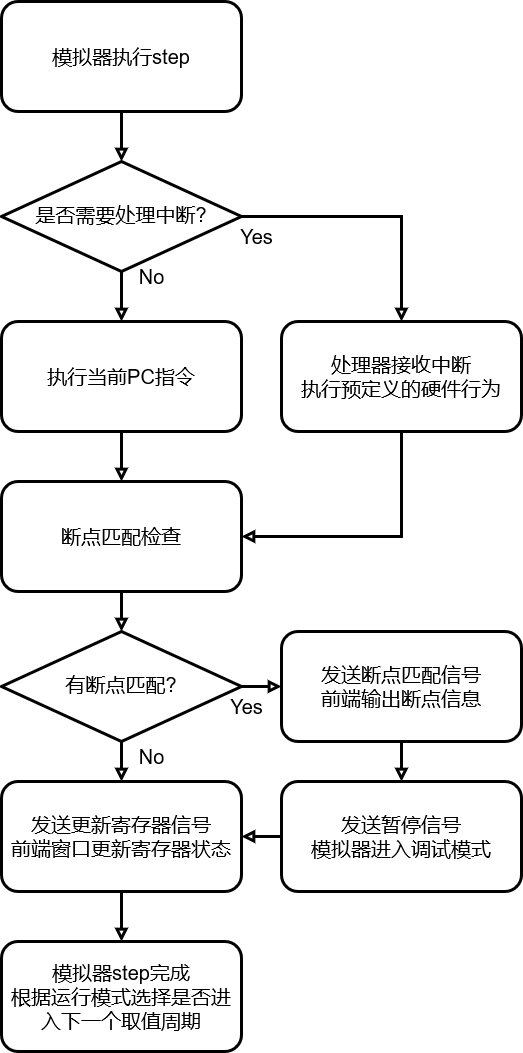 模拟器执行step
是否需要处理中断?
Yes
No
执行当前PC指令
处理器接收中断
执行预定义的硬件行为
断点匹配检查
有断点匹配?
Yes
发送断点匹配信号
前端输出断点信息
No
发送更新寄存器信号
前端窗口更新寄存器状态
发送暂停信号
模拟器进入调试模式
模拟器step完成
根据运行模式选择是否进
入下一个取值周期